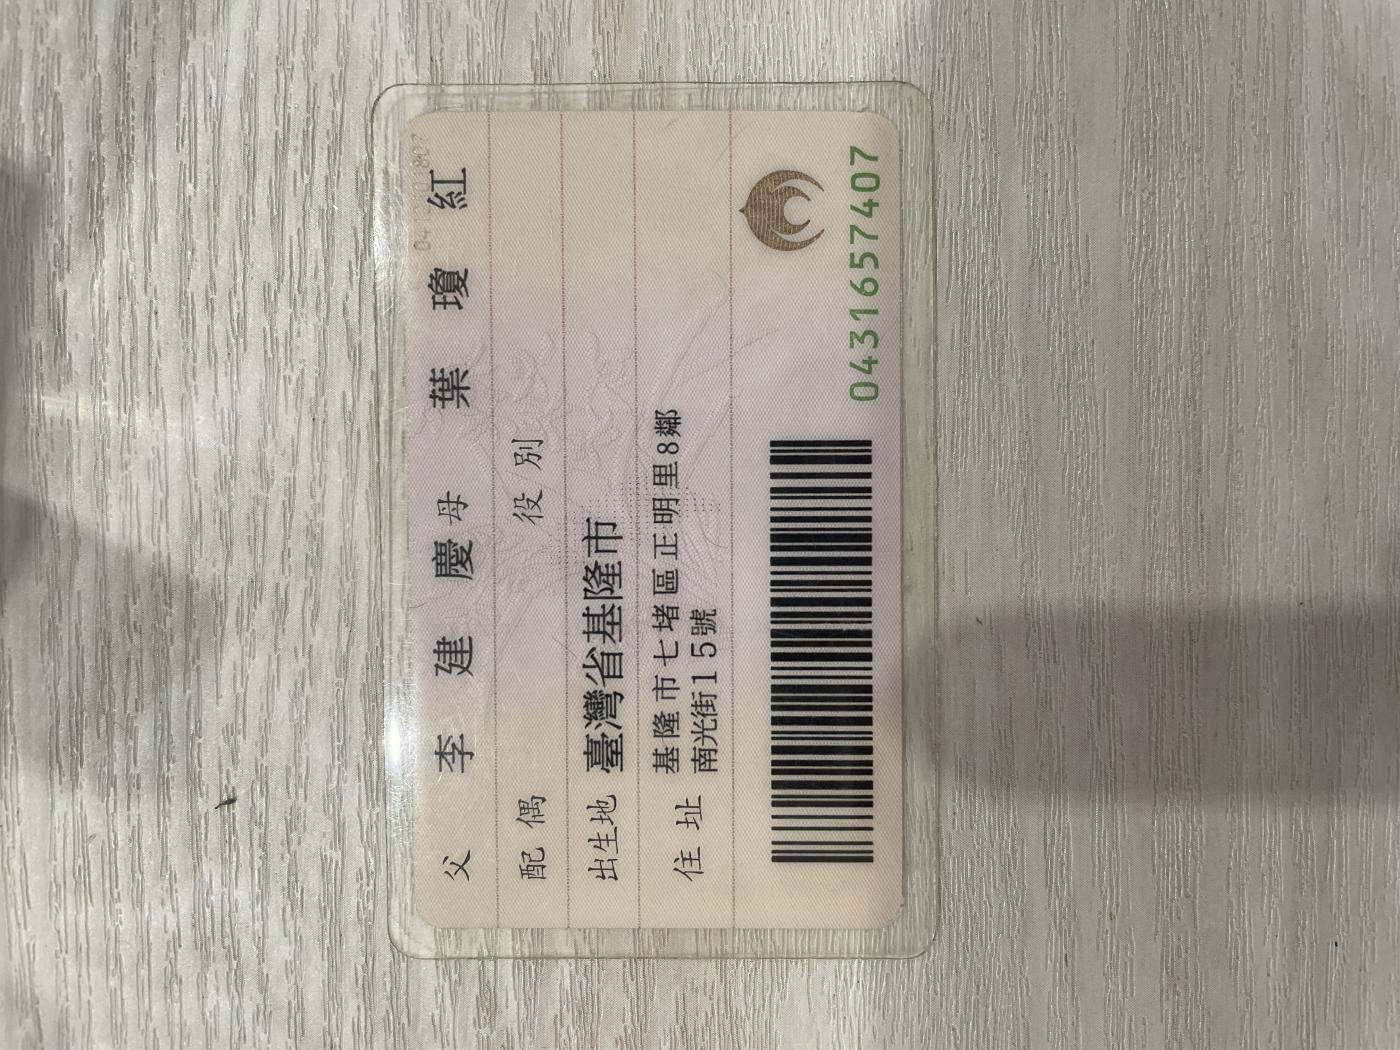 父 李建慶 母 葉瓊紅
配偶 役別
出生地 臺灣省基隆市
住址 基隆市七堵區正明里8鄰
南光街15號
0431657407